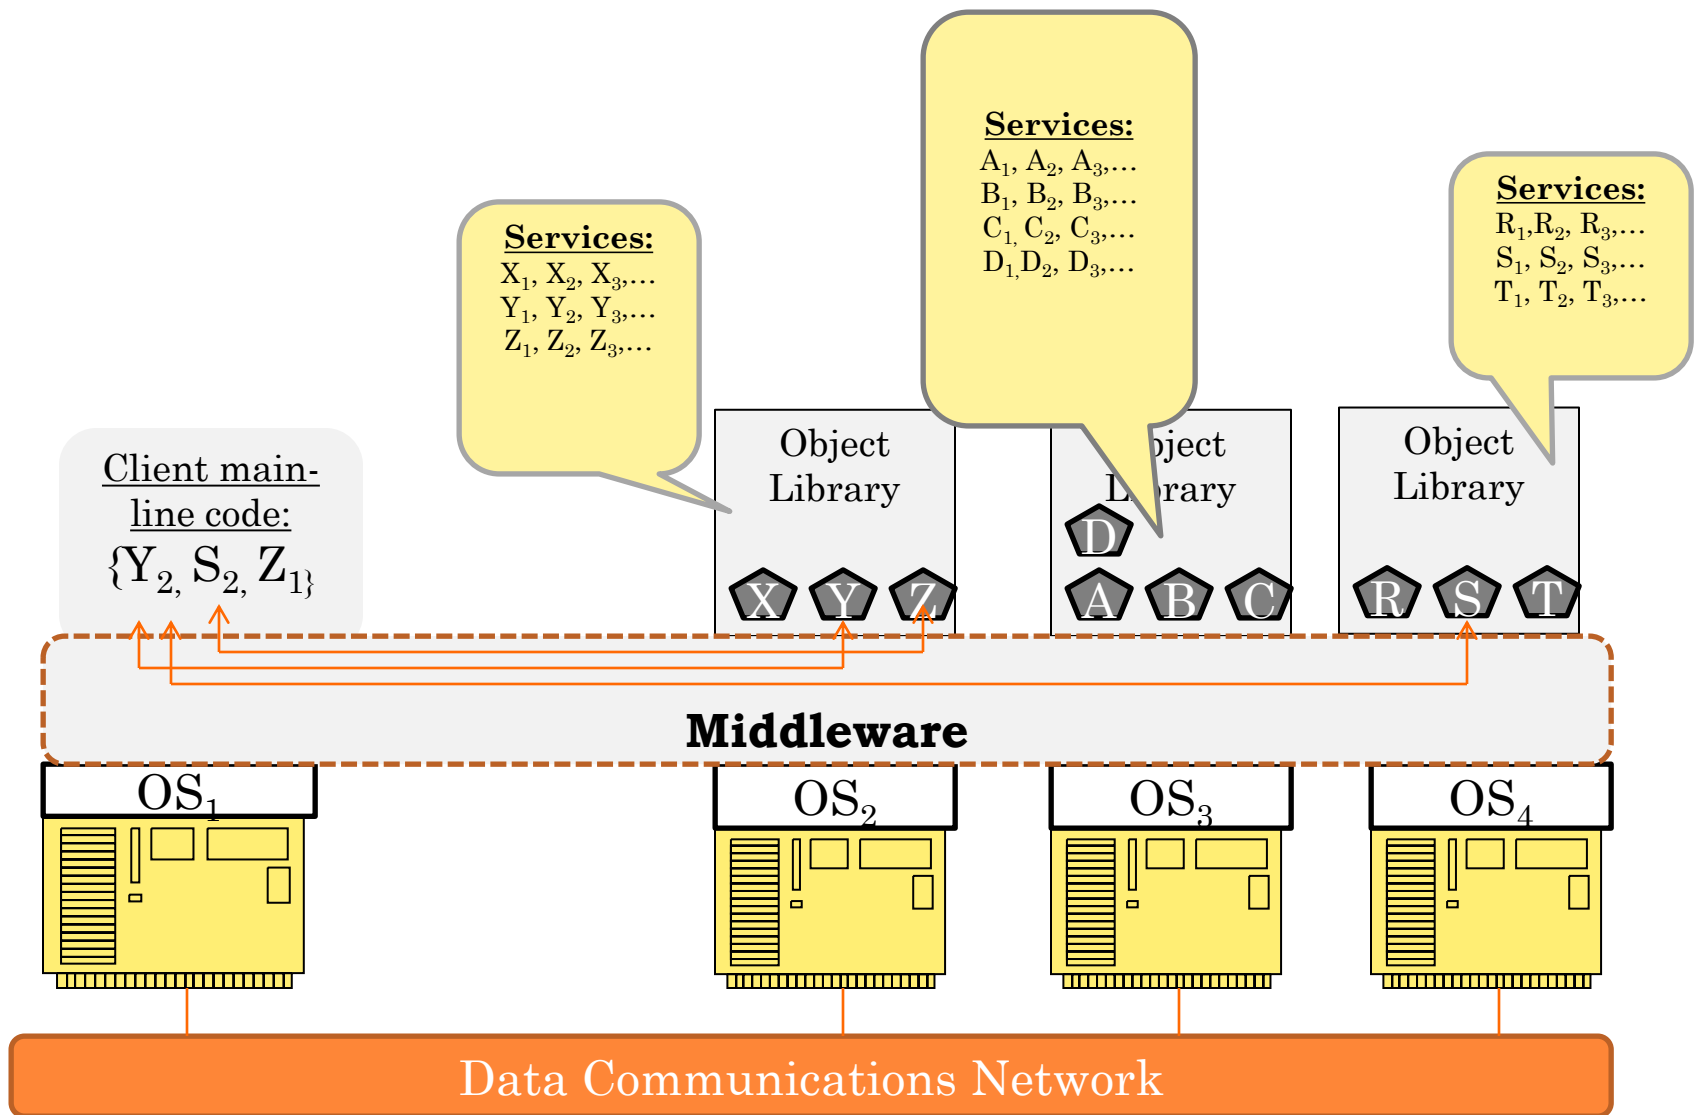 Services:
A₁, A₂, A₃,...
B₁, B₂, B₃,...
C₁, C₂, C₃,...
D₁,D₂, D₃,...
Services:
R₁,R₂, R₃,...
S₁, S₂, S₃,...
T₁, T₂, T₃,...
Services:
X₁, X₂, X₃,...
Y₁, Y₂, Y₃,...
Z₁, Z₂, Z₃,...
Client main-
line code:
{Y₂, S₂, Z₁}
Object
Library
X Y Z
bject
L rary
D
A B C
Object
Library
R S T
Middleware
OS₁
OS₂
OS₃
OS₄
Data Communications Network